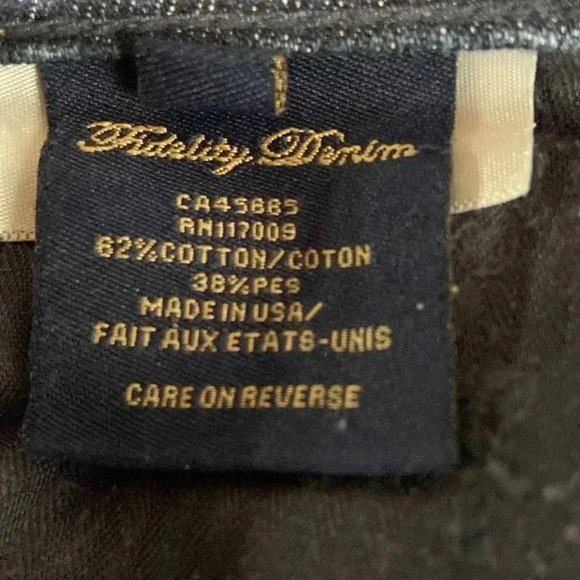 Fidelity Denim
CA45665
RN117009
62%COTTON/COTON
38%PES
MADE IN USA/
FAIT AUX ETATS-UNIS
CARE ON REVERSE